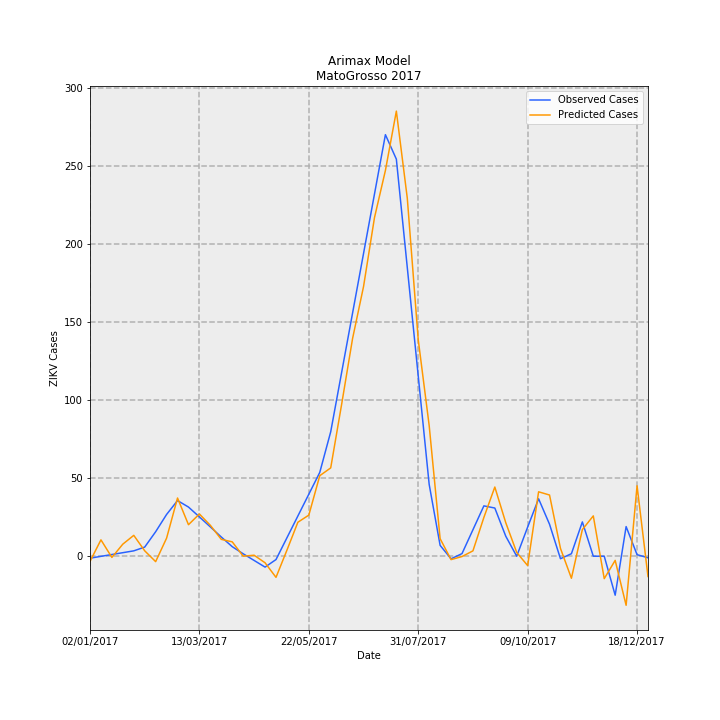 Arimax Model
MatoGrosso 2017
Observed Cases
Predicted Cases
300
250
200
150
100
50
0
ZIKV Cases
02/01/2017 13/03/2017 22/05/2017 31/07/2017 09/10/2017 18/12/2017
Date